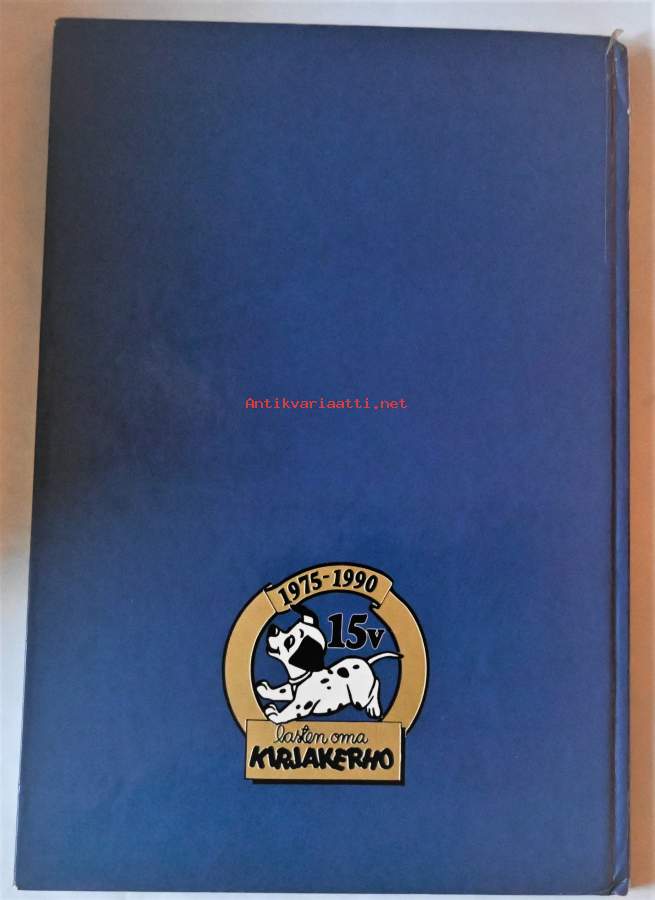 Antikvariaatti.net
1975-1990
15v
lasten oma
KIRJAKERHO